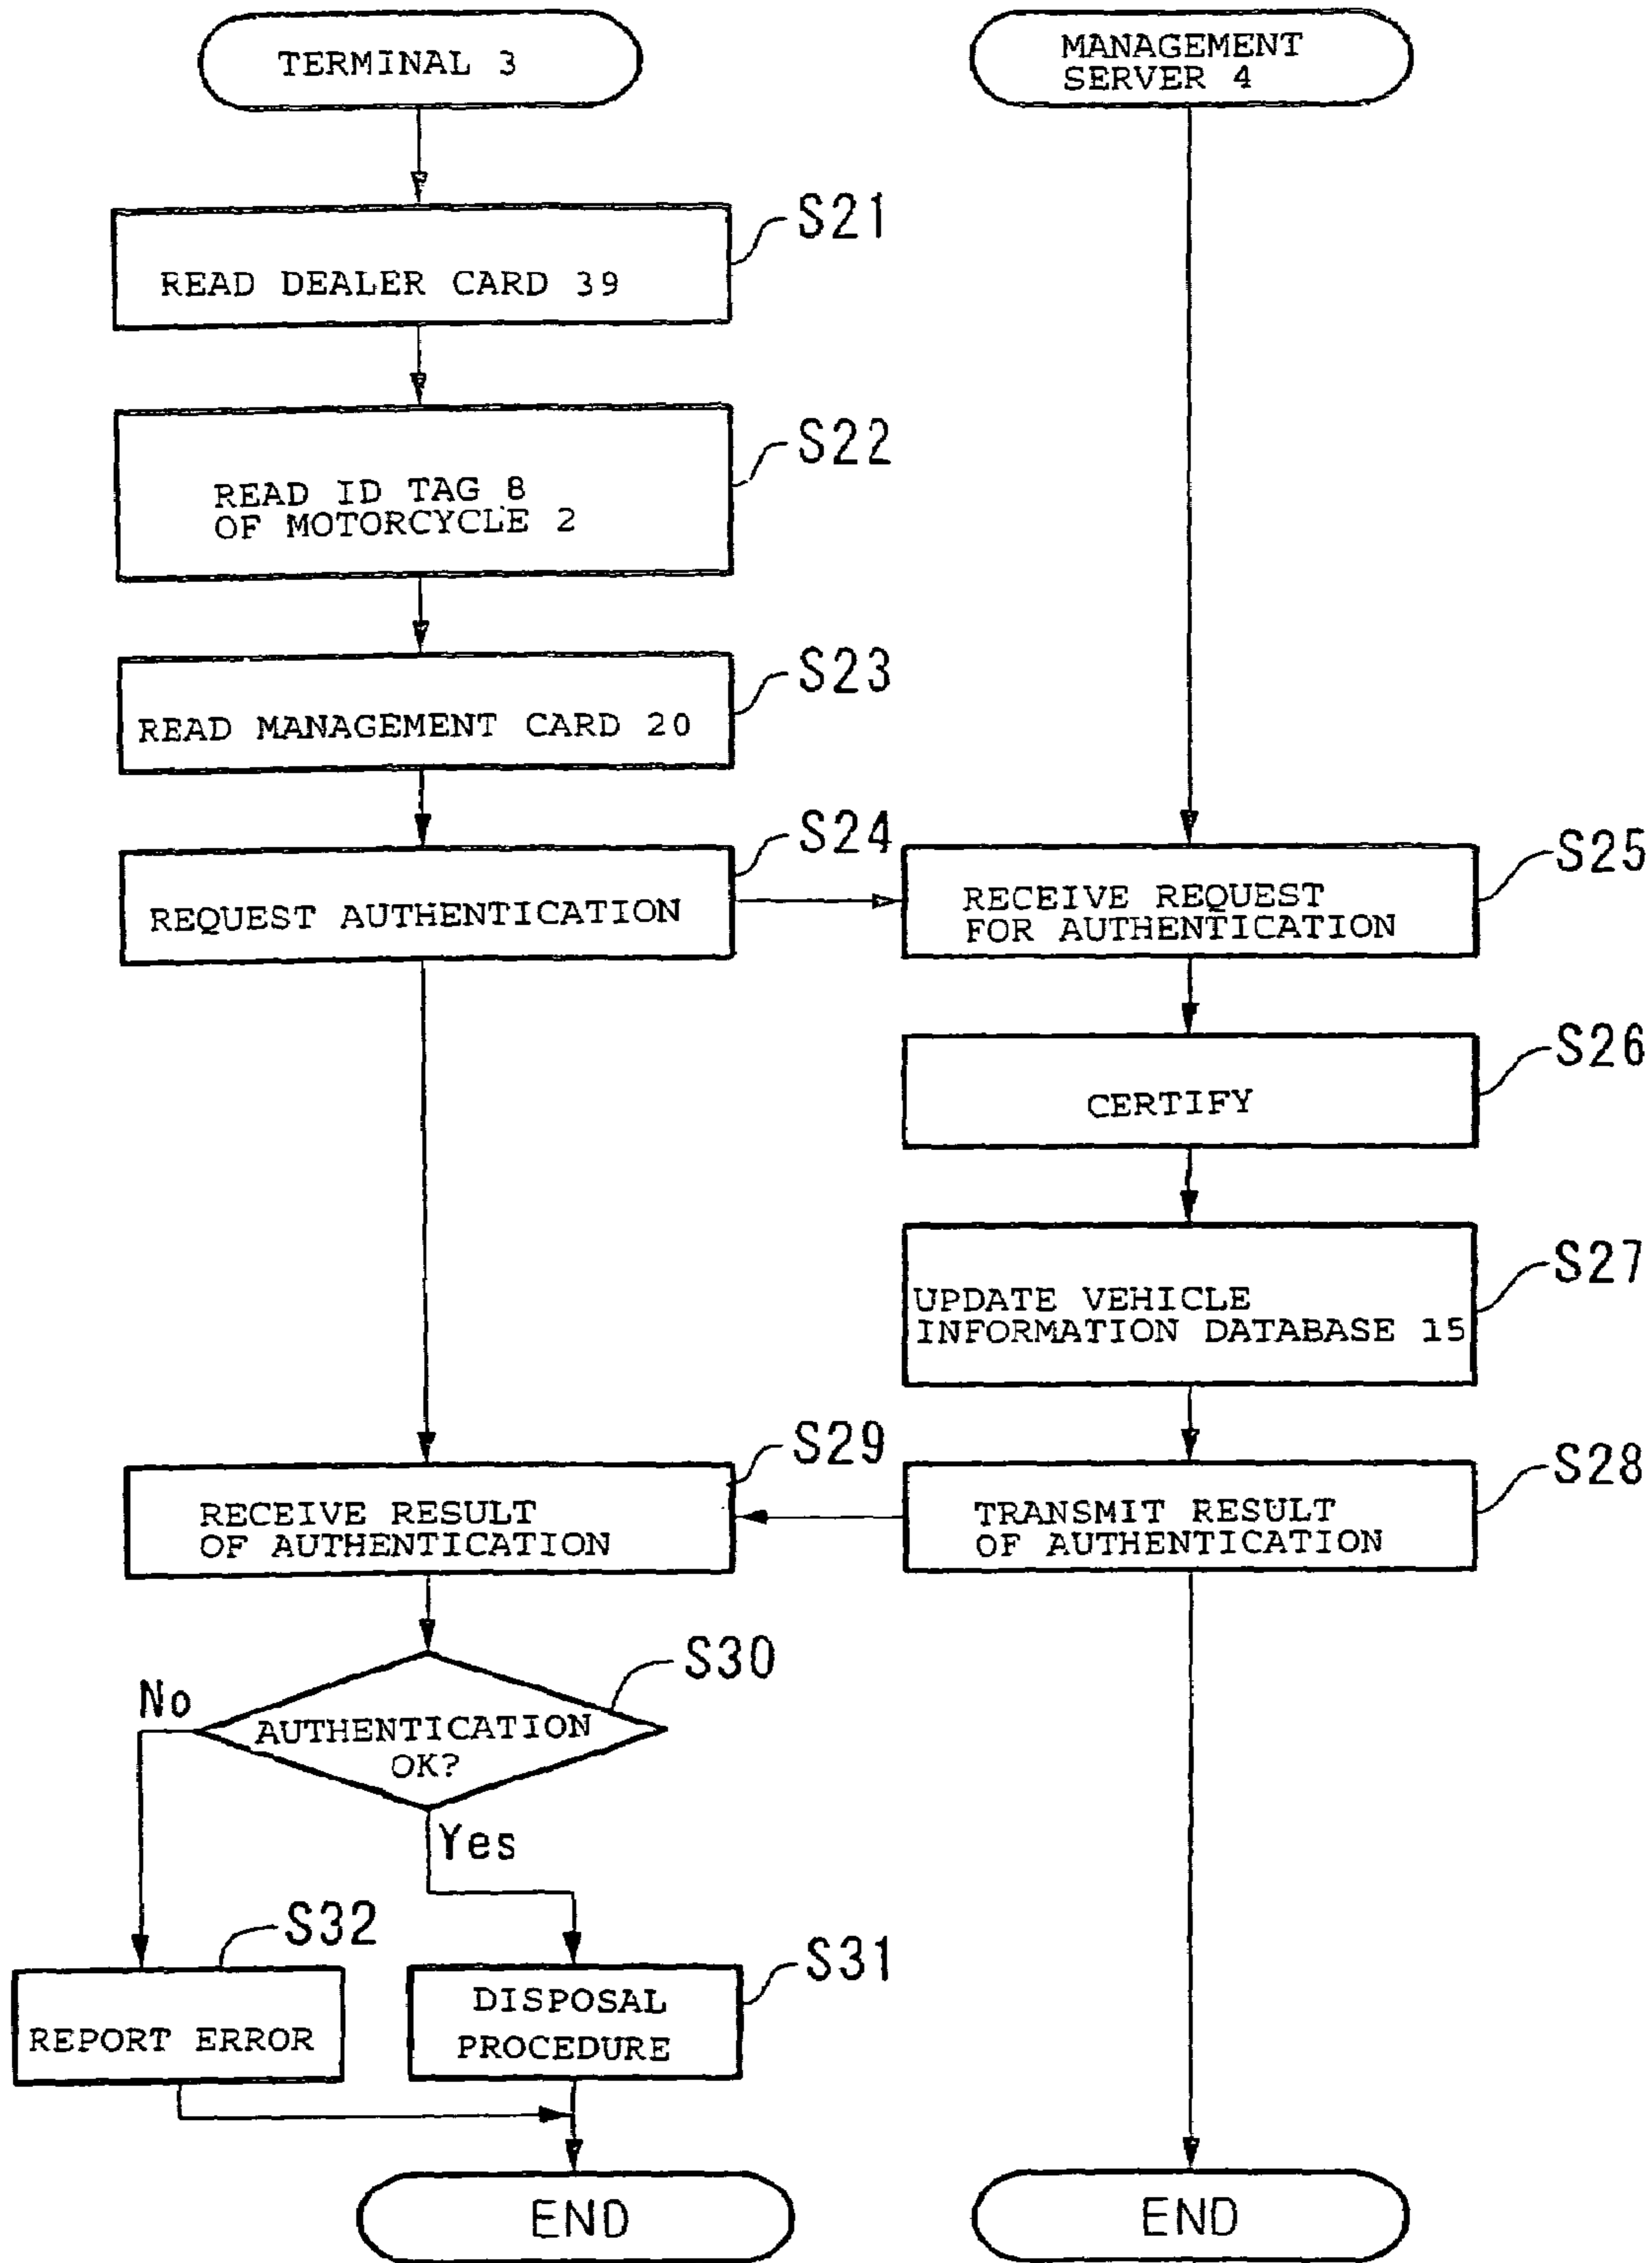 TERMINAL 3
MANAGEMENT
SERVER 4
S21
READ DEALER CARD 39
S22
READ ID TAG 8
OF MOTORCYCLE 2
S23
READ MANAGEMENT CARD 20
S24
REQUEST AUTHENTICATION
S25
RECEIVE REQUEST
FOR AUTHENTICATION
S26
CERTIFY
S27
UPDATE VEHICLE
INFORMATION DATABASE 15
S29
RECEIVE RESULT
OF AUTHENTICATION
S28
TRANSMIT RESULT
OF AUTHENTICATION
S30
No
AUTHENTICATION
OK?
Yes
S32
REPORT ERROR
S31
DISPOSAL
PROCEDURE
END
END